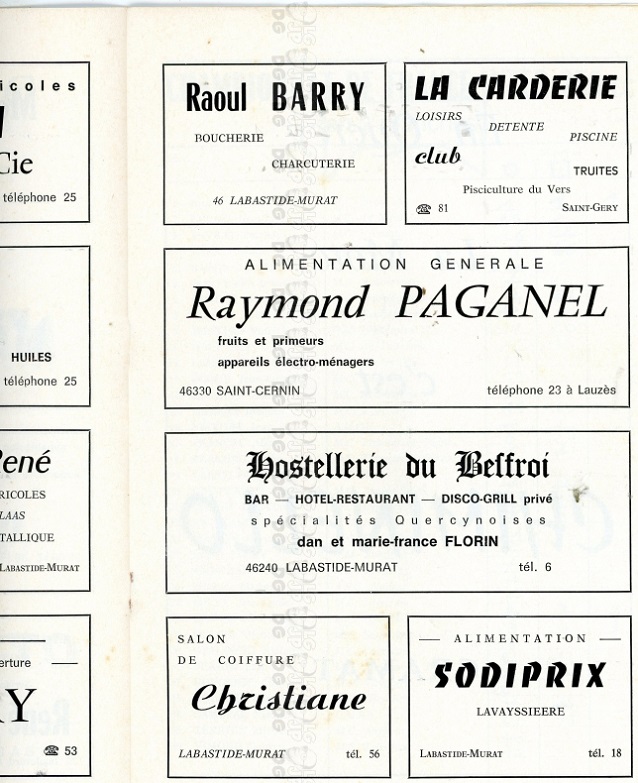 icoles
Cie
téléphone 25
HUILES
téléphone 25
René
RICOLES
LAAS
TALLIQUE
LABASTIDE-MURAT
erture
RY
☎ 53
Raoul BARRY
BOUCHERIE
CHARCUTERIE
46 LABASTIDE-MURAT
LA CARDERIE
LOISIRS
DETENTE
PISCINE
club
TRUITES
Pisciculture du Vers
☎ 81 SAINT-GERY
ALIMENTATION GENERALE
Raymond PAGANEL
fruits et primeurs
appareils électro-ménagers
46330 SAINT-CERNIN téléphone 23 à Lauzès
Hostellerie du Beffroi
BAR — HOTEL-RESTAURANT — DISCO-GRILL privé
spécialités Quercynoises
dan et marie-france FLORIN
46240 LABASTIDE-MURAT tél. 6
SALON
DE COIFFURE
Christiane
LABASTIDE-MURAT tél. 56
— ALIMENTATION —
SODIPRIX
LAVAYSSIEERE
LABASTIDE-MURAT tél. 18